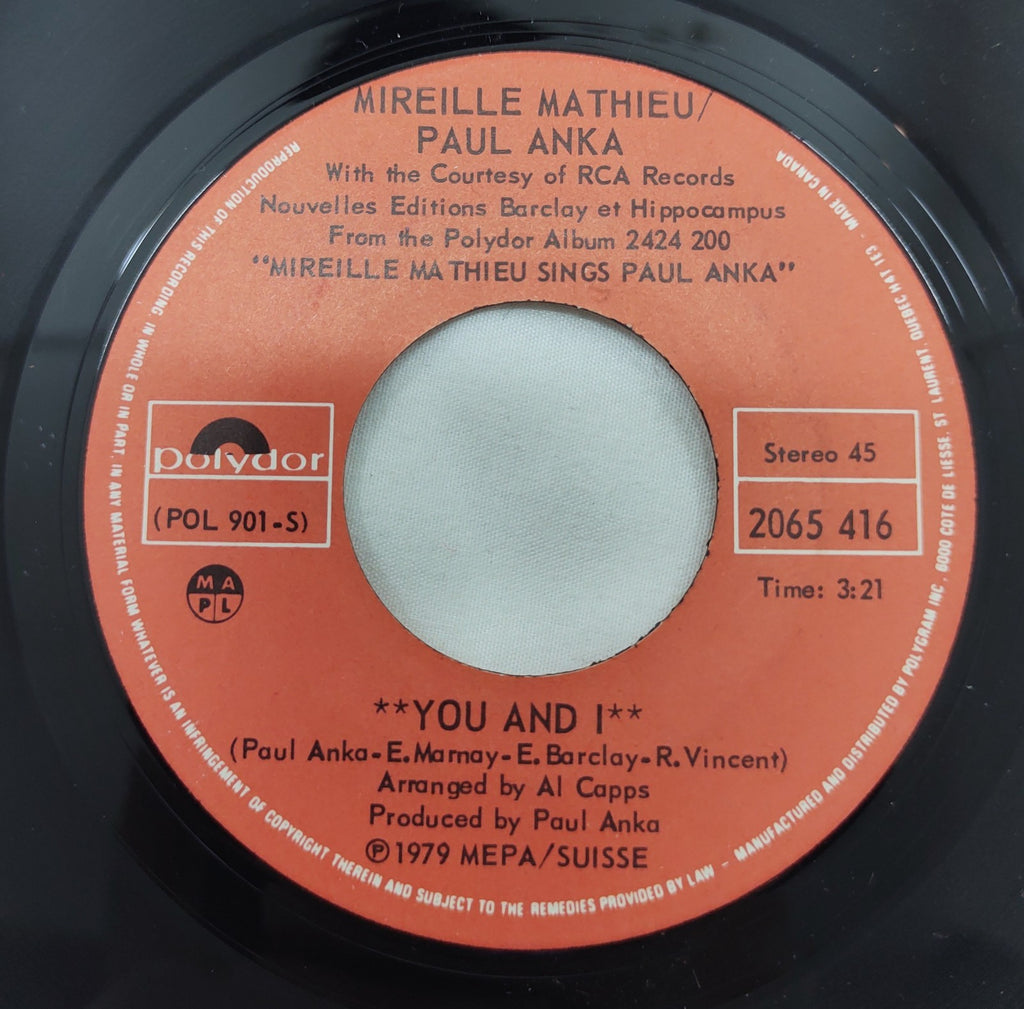 MIREILLE MATHIEU/
PAUL ANKA
With the Courtesy of RCA Records
Nouvelles Editions Barclay et Hippocampus
From the Polydor Album 2424 200
"MIREILLE MATHIEU SINGS PAUL ANKA"
polydor
(POL 901-S)
M A
P L
Stereo 45
2065 416
Time: 3:21
**YOU AND I**
(Paul Anka-E. Marnay-E. Barclay-R. Vincent)
Arranged by Al Capps
Produced by Paul Anka
℗ 1979 MEPA/SUISSE
REPRODUCTION OF THIS RECORDING, IN WHOLE OR IN PART, IN ANY MATERIAL FORM WHATEVER IS AN INFRINGEMENT OF COPYRIGHT THEREIN AND SUBJECT TO THE REMEDIES PROVIDED BY LAW - MANUFACTURED AND DISTRIBUTED BY POLYGRAM INC, 6000 COTE DE LIESSE, ST LAURENT, QUEBEC H4T 1E3 - MADE IN CANADA